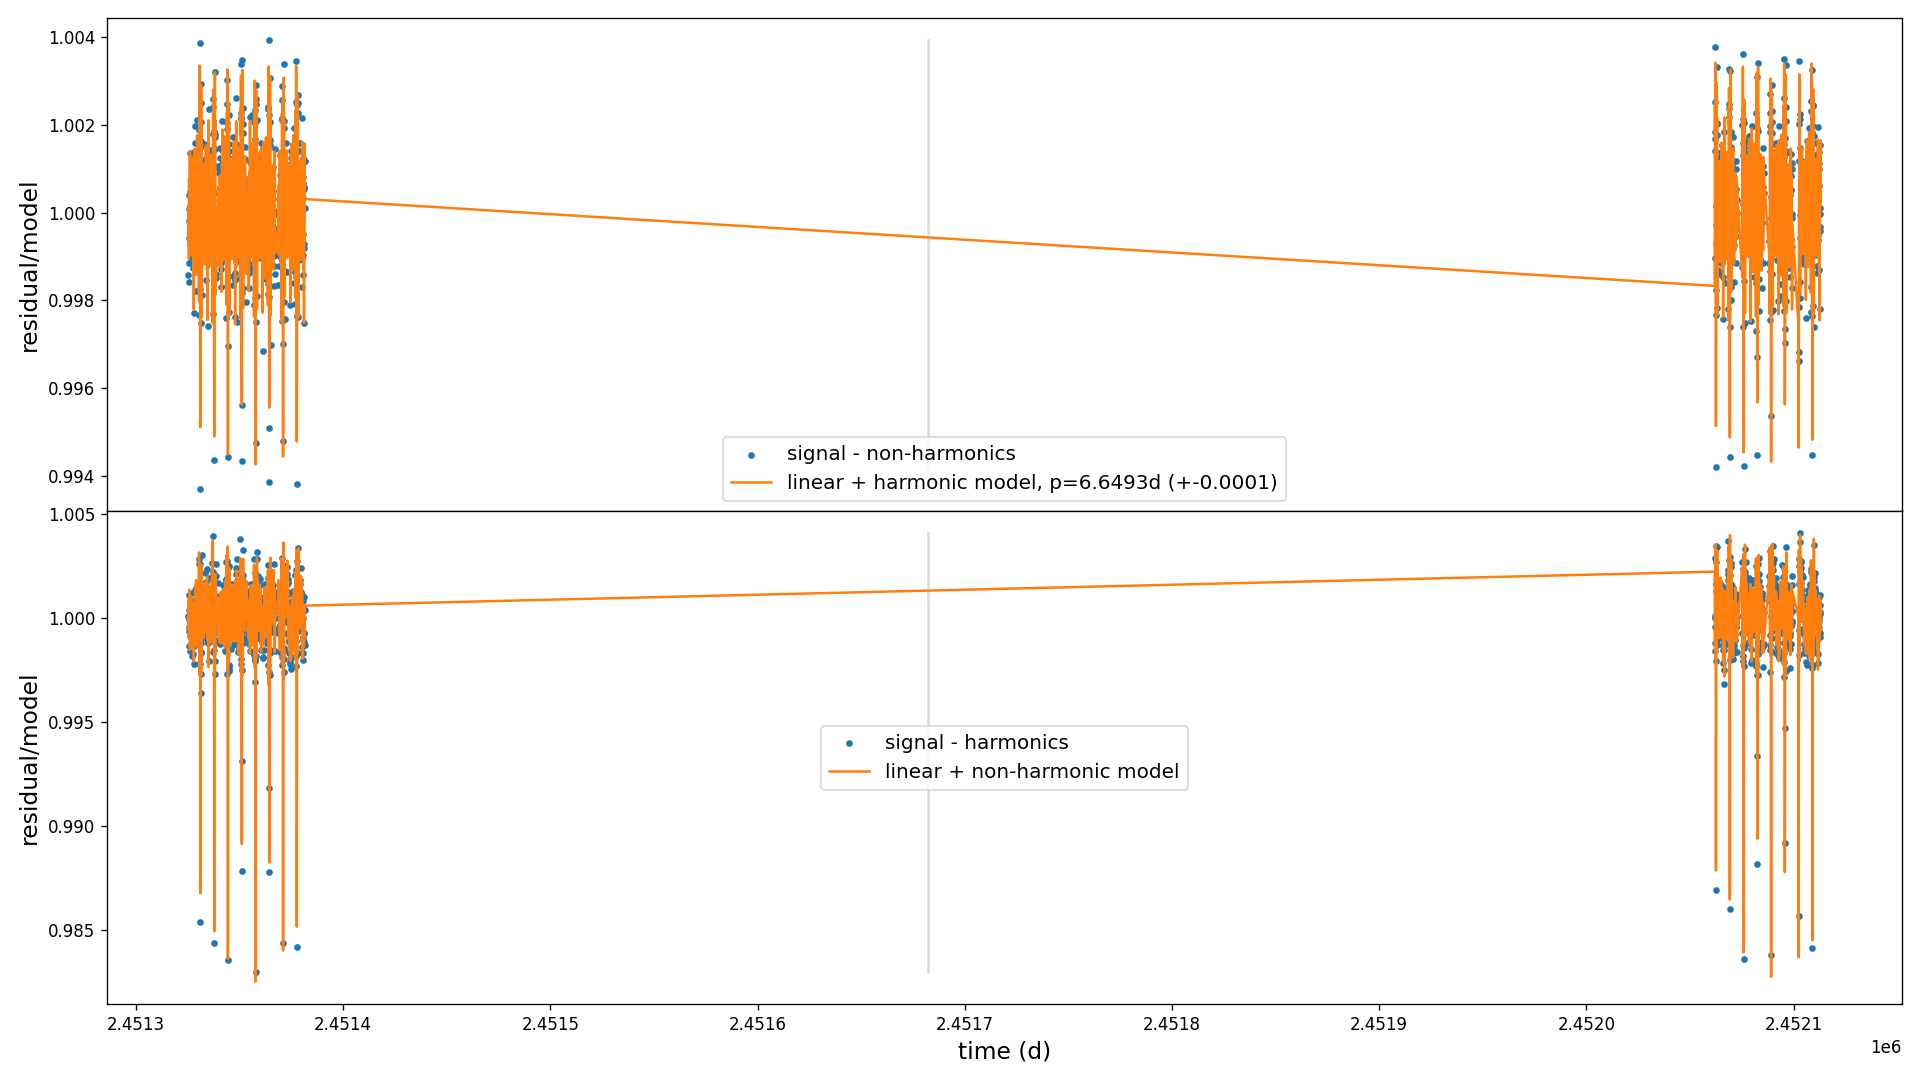 1.004
1.002
1.000
0.998
0.996
0.994
residual/model
signal - non-harmonics
linear + harmonic model, p=6.6493d (+-0.0001)
1.005
1.000
0.995
0.990
0.985
residual/model
signal - harmonics
linear + non-harmonic model
2.4513 2.4514 2.4515 2.4516 2.4517 2.4518 2.4519 2.4520 2.4521
1e6
time (d)